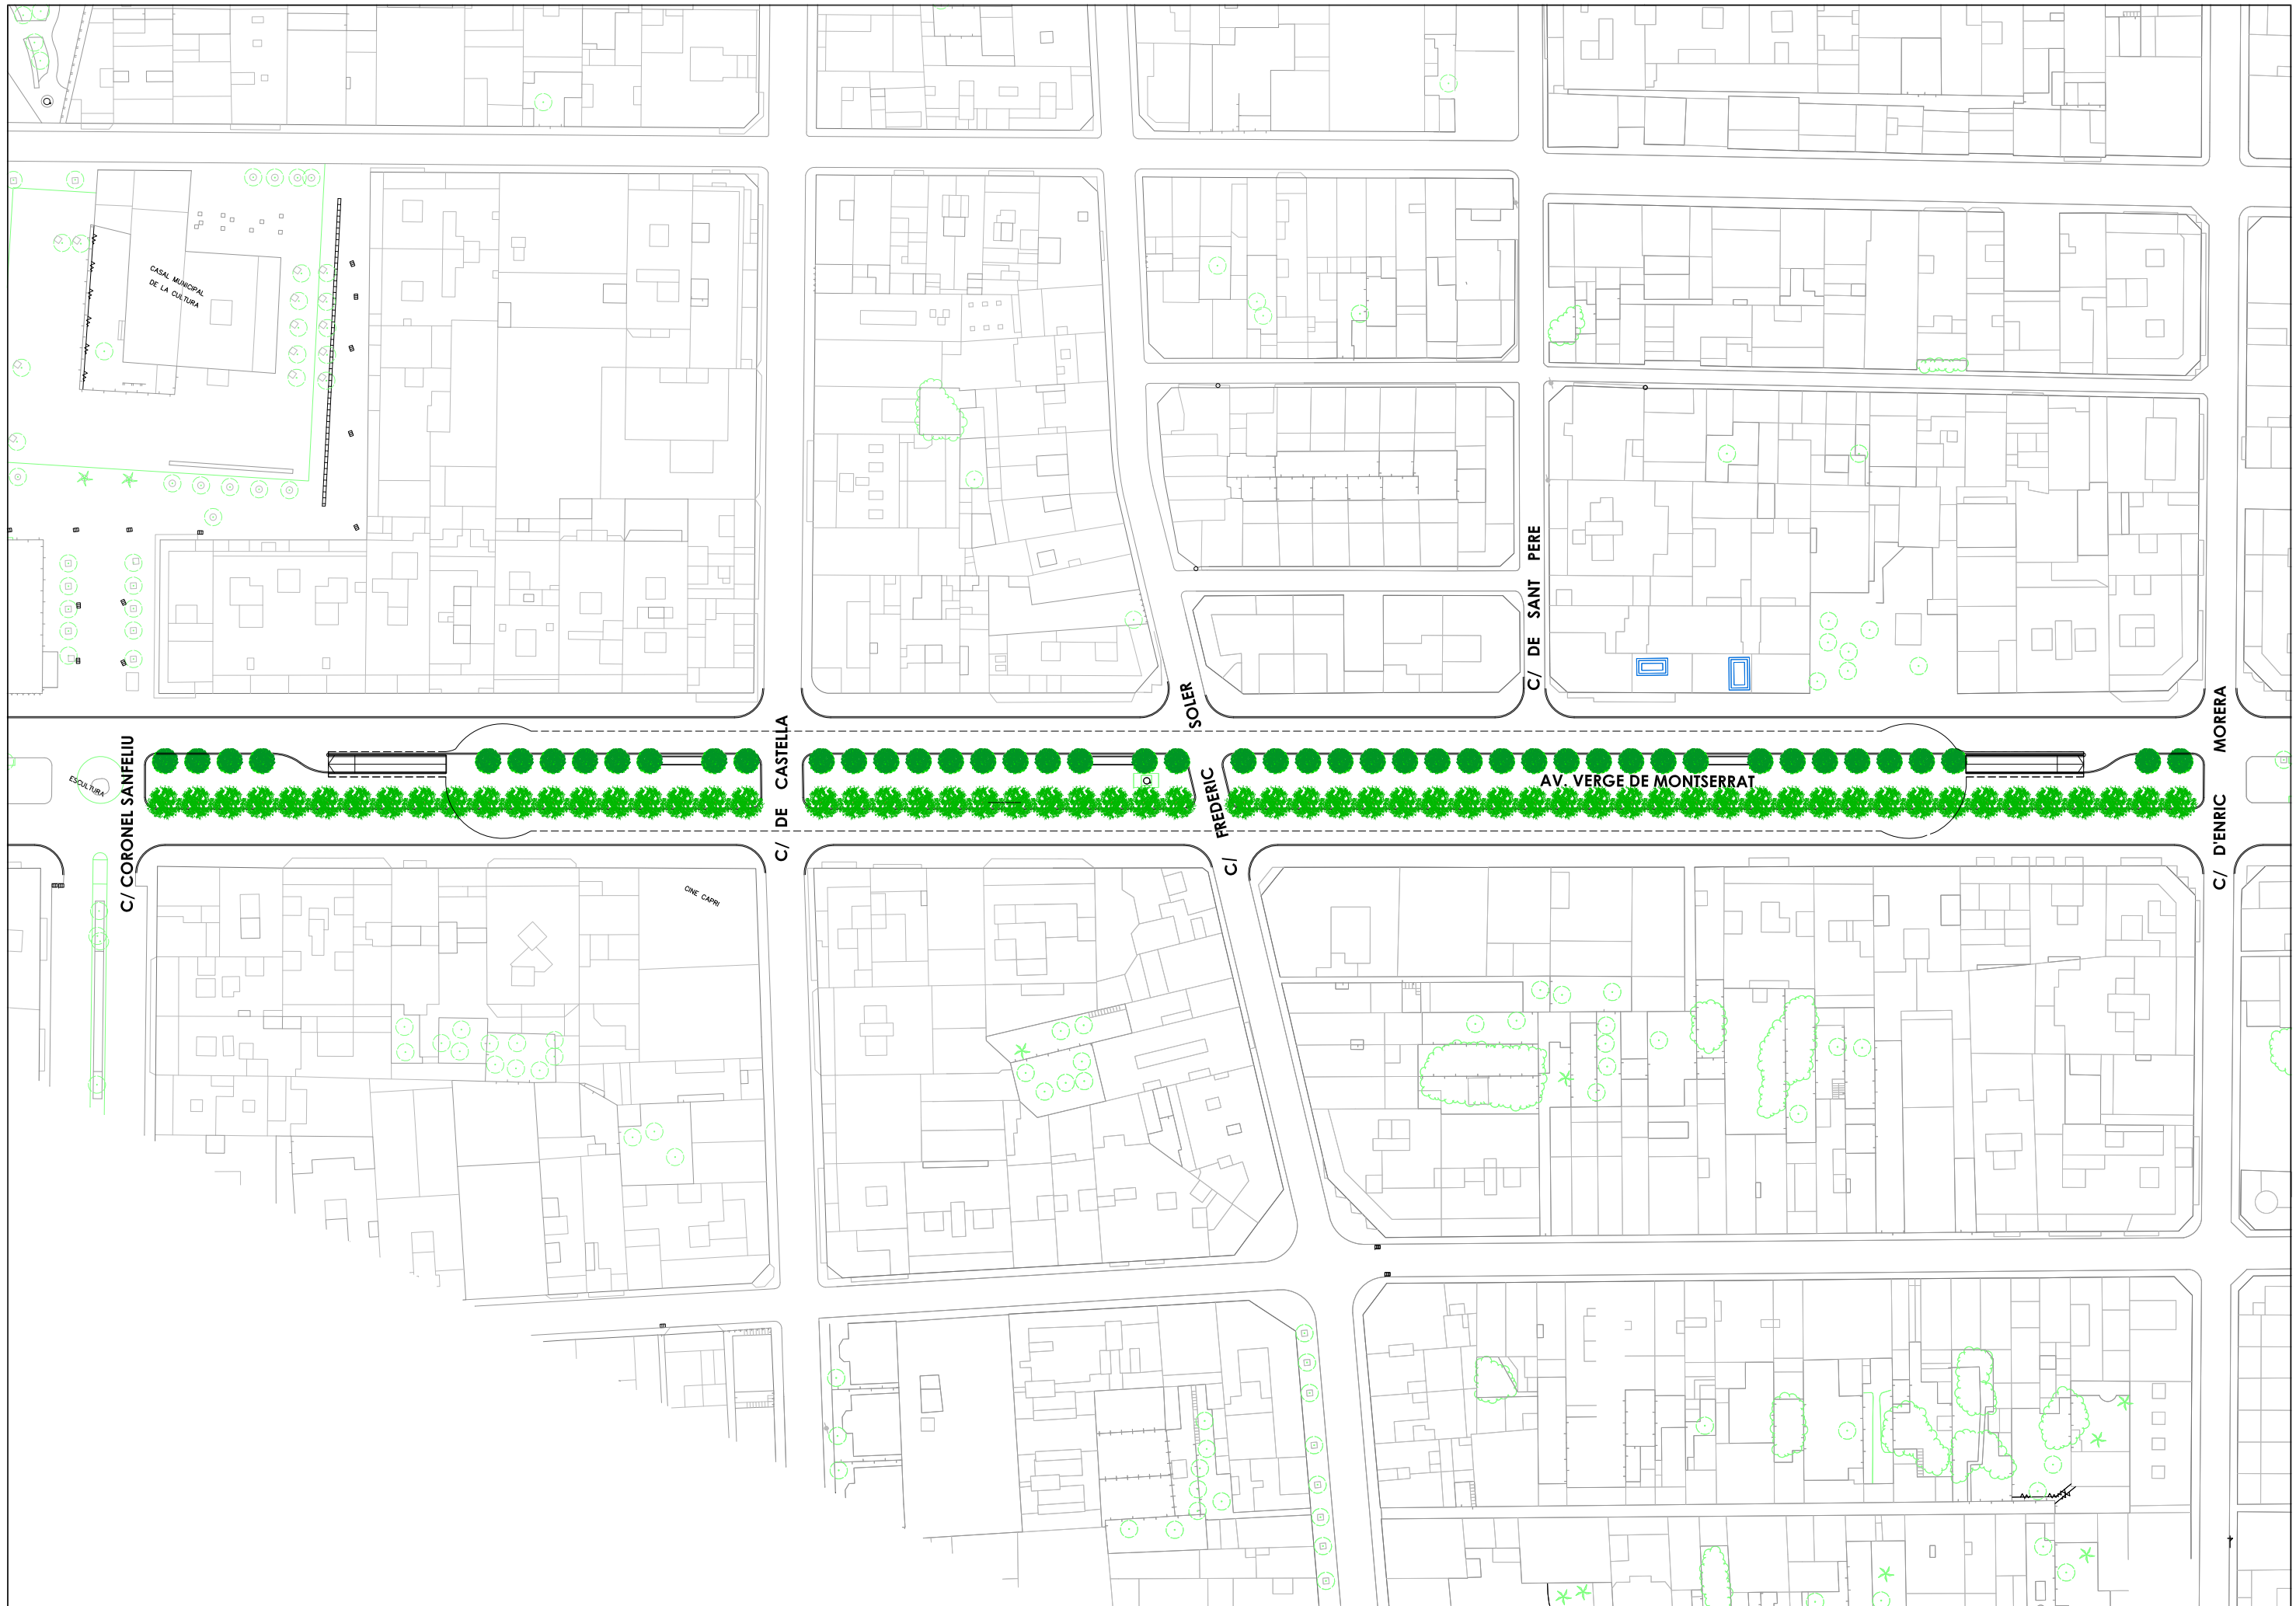 CASAL MUNICIPAL
DE LA CULTURA
C/ DE SANT PERE
C/ CORONEL SANFELIU
ESCULTURA
C/ DE CASTELLA
C/ FREDERIC SOLER
AV. VERGE DE MONTSERRAT
C/ D'ENRIC MORERA
CINE CAPRI